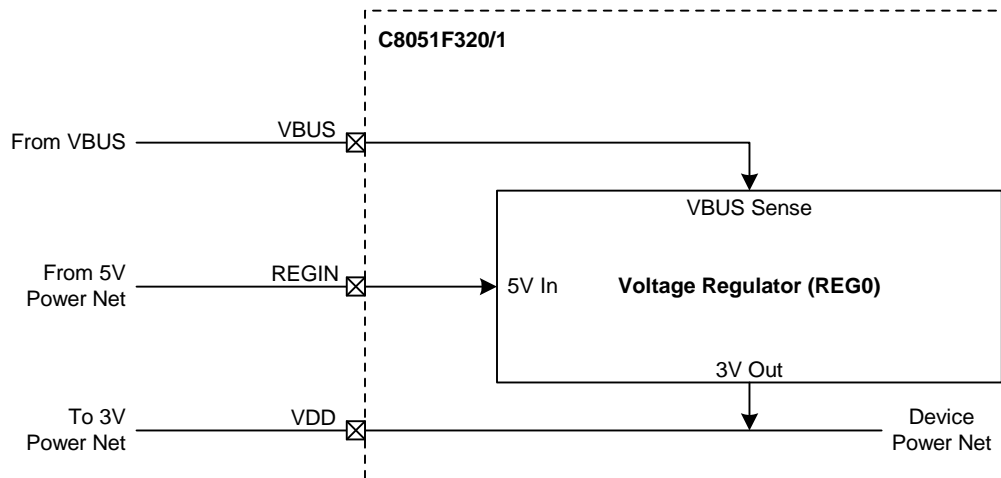 C8051F320/1
From VBUS
VBUS
VBUS Sense
From 5V
Power Net
REGIN
5V In
Voltage Regulator (REG0)
3V Out
To 3V
Power Net
VDD
Device
Power Net